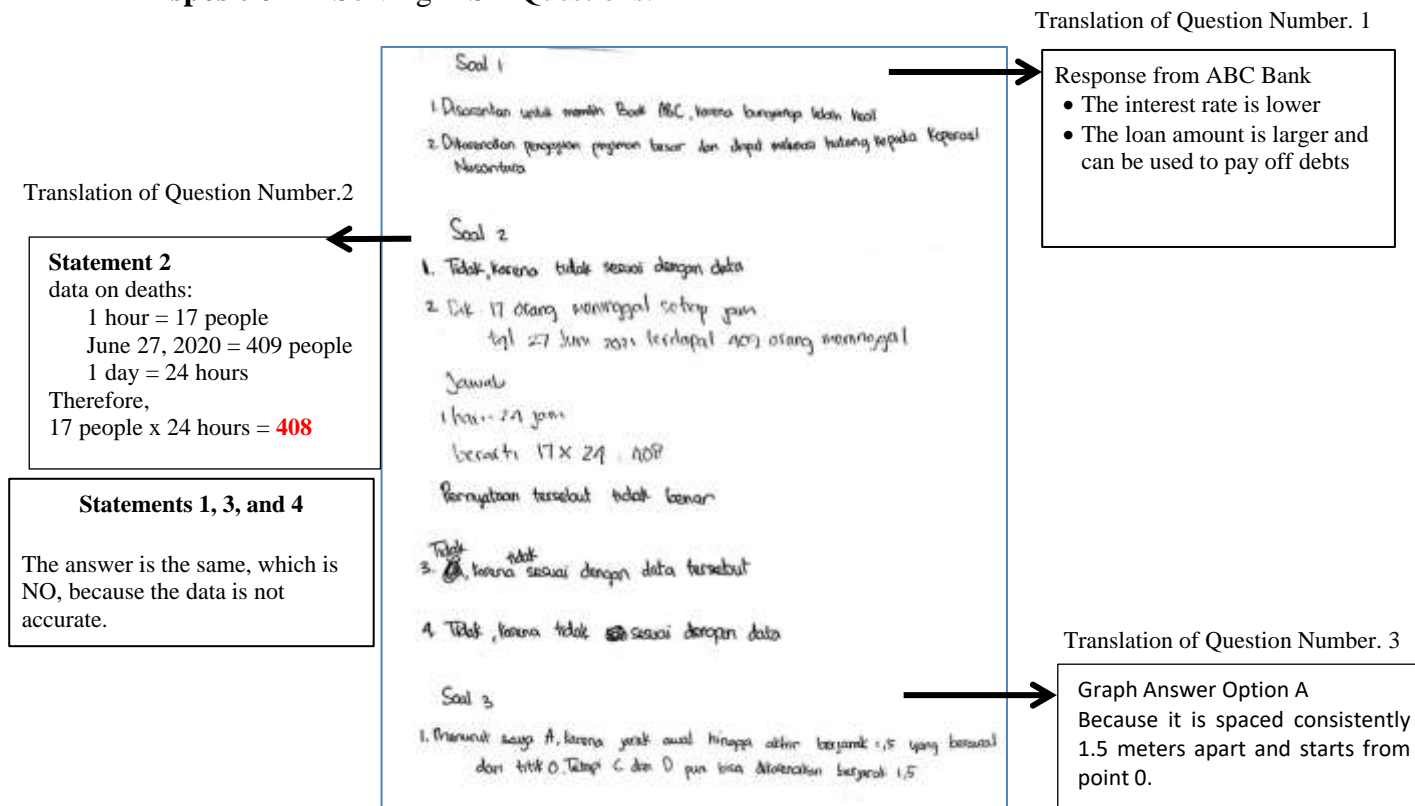 Translation of Question Number. 1
Response from ABC Bank
• The interest rate is lower
• The loan amount is larger and
can be used to pay off debts
Soal 1
1. Disarankan untuk memilih Bank ABC, karena bunganya lebih kecil
2. Dikarenakan pengajuan pinjaman besar dan dapat melunasi hutang kepada Koperasi
Nusantara
Translation of Question Number.2
Statement 2
data on deaths:
1 hour = 17 people
June 27, 2020 = 409 people
1 day = 24 hours
Therefore,
17 people x 24 hours = 408
Statements 1, 3, and 4
The answer is the same, which is
NO, because the data is not
accurate.
Soal 2
1. Tidak, karena tidak sesuai dengan data
2. Dik 17 orang meninggal setiap jam
tgl 27 Juni terdapat 409 orang meninggal
Jawab
1 hari = 24 jam
berarti 17 x 24 = 408
Pernyataan tersebut tidak benar
3. Tidak, karena tidak sesuai dengan data tersebut
4. Tidak, karena tidak sesuai dengan data
Soal 3
1. Menurut saya A, karena jarak awal hingga akhir berjarak 1,5 yang berawal
dari titik 0. Tetapi C dan D pun bisa dikarenakan berjarak 1,5
Translation of Question Number. 3
Graph Answer Option A
Because it is spaced consistently
1.5 meters apart and starts from
point 0.